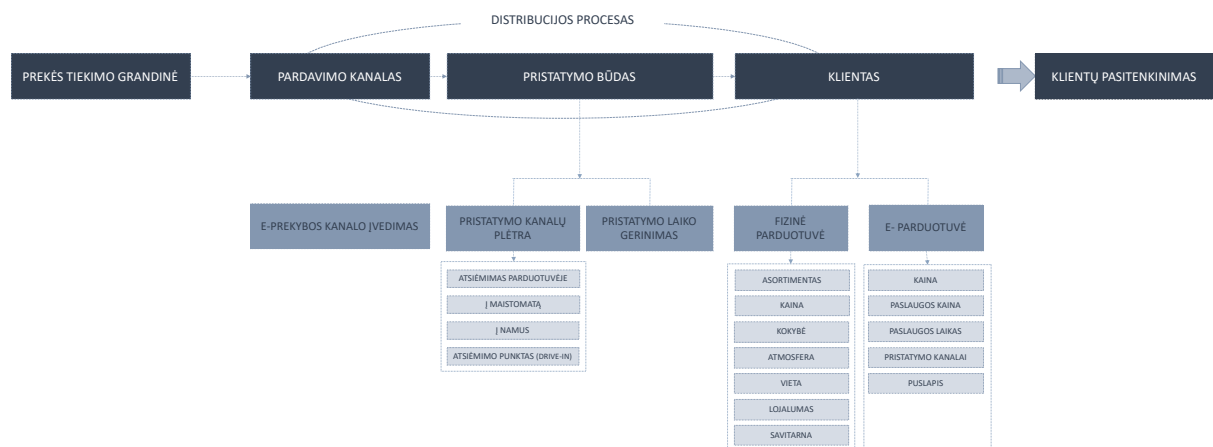 DISTRIBUCIJOS PROCESAS
PREKĖS TIEKIMO GRANDINĖ
PARDAVIMO KANALAS
PRISTATYMO BŪDAS
KLIENTAS
KLIENTŲ PASITENKINIMAS
E-PREKYBOS KANALO ĮVEDIMAS
PRISTATYMO KANALŲ
PLĖTRA
PRISTATYMO LAIKO
GERINIMAS
FIZINĖ
PARDUOTUVĖ
E- PARDUOTUVĖ
ATSIĖMIMAS PARDUOTUVĖJE
Į MAISTOMATĄ
Į NAMUS
ATSIĖMIMO PUNKTAS (DRIVE-IN)
ASORTIMENTAS
KAINA
KOKYBĖ
ATMOSFERA
VIETA
LOJALUMAS
SAVITARNA
KAINA
PASLAUGOS KAINA
PASLAUGOS LAIKAS
PRISTATYMO KANALAI
PUSLAPIS